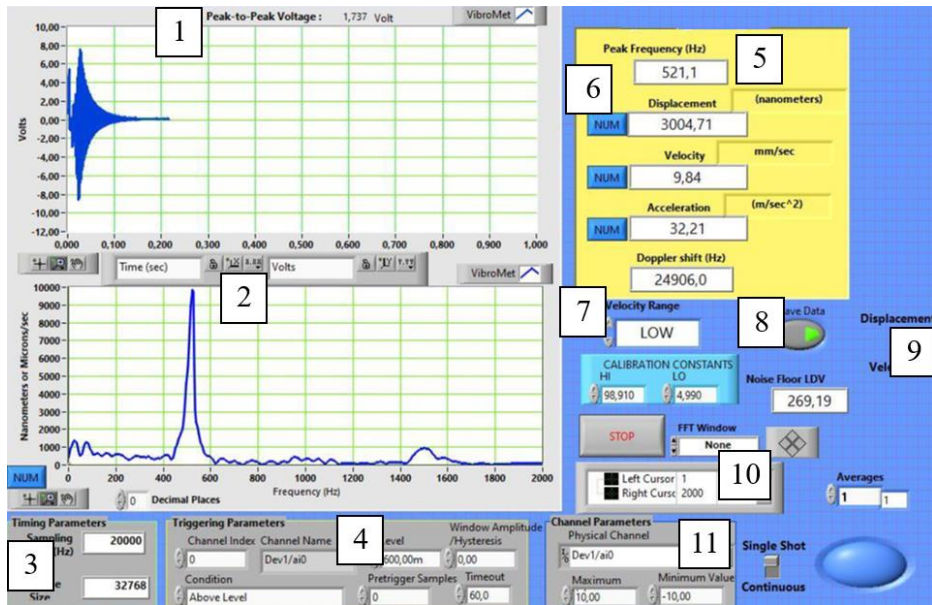 1
Peak-to-Peak Voltage : 1,737 Volt
VibroMet
10,00
8,00
6,00
4,00
2,00
0,00
-2,00
-4,00
-6,00
-8,00
-10,00
-12,00
Volts
0,000 0,100 0,200 0,300 0,400 0,500 0,600 0,700 0,800 0,900 1,000
Time (sec)
Volts
VibroMet
2
10000
9000
8000
7000
6000
5000
4000
3000
2000
1000
0
Nanometers or Microns/sec
0 200 400 600 800 1000 1200 1400 1600 1800 2000
Frequency (Hz)
NUM
0 Decimal Places
5
Peak Frequency (Hz)
521,1
6
Displacement (nanometers)
NUM 3004,71
Velocity mm/sec
NUM 9,84
Acceleration (m/sec^2)
NUM 32,21
Doppler shift (Hz)
24906,0
7
Velocity Range
LOW
8
Data
Displacement
9
CALIBRATION CONSTANTS
HI LO
98,910 4,990
Noise Floor LDV
269,19
STOP
FFT Window
None
10
Left Cursor 1
Right 2000
Averages
1 1
Timing Parameters
3
Sampling
(Hz)
20000
Size
32768
Triggering Parameters
4
Channel Index Channel Name Window Amplitude
/Hysteresis
0 Dev1/ai0 600,00m 0,00
Condition Pretrigger Samples Timeout
Above Level 0 60,0
Channel Parameters
11
Physical Channel
Dev1/ai0
Maximum Minimum Value
10,00 -10,00
Single Shot
Continuous